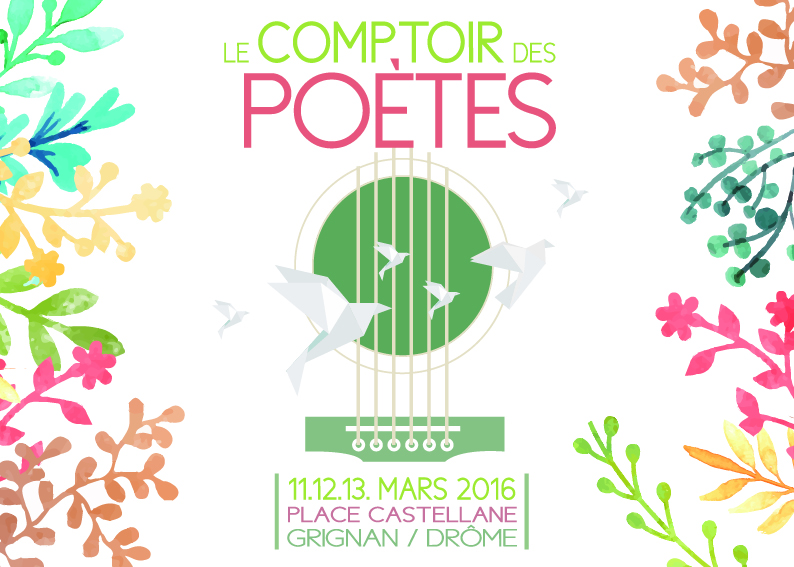 LE COMPTOIR DES
POÈTES
11.12.13. MARS 2016
PLACE CASTELLANE
GRIGNAN / DRÔME